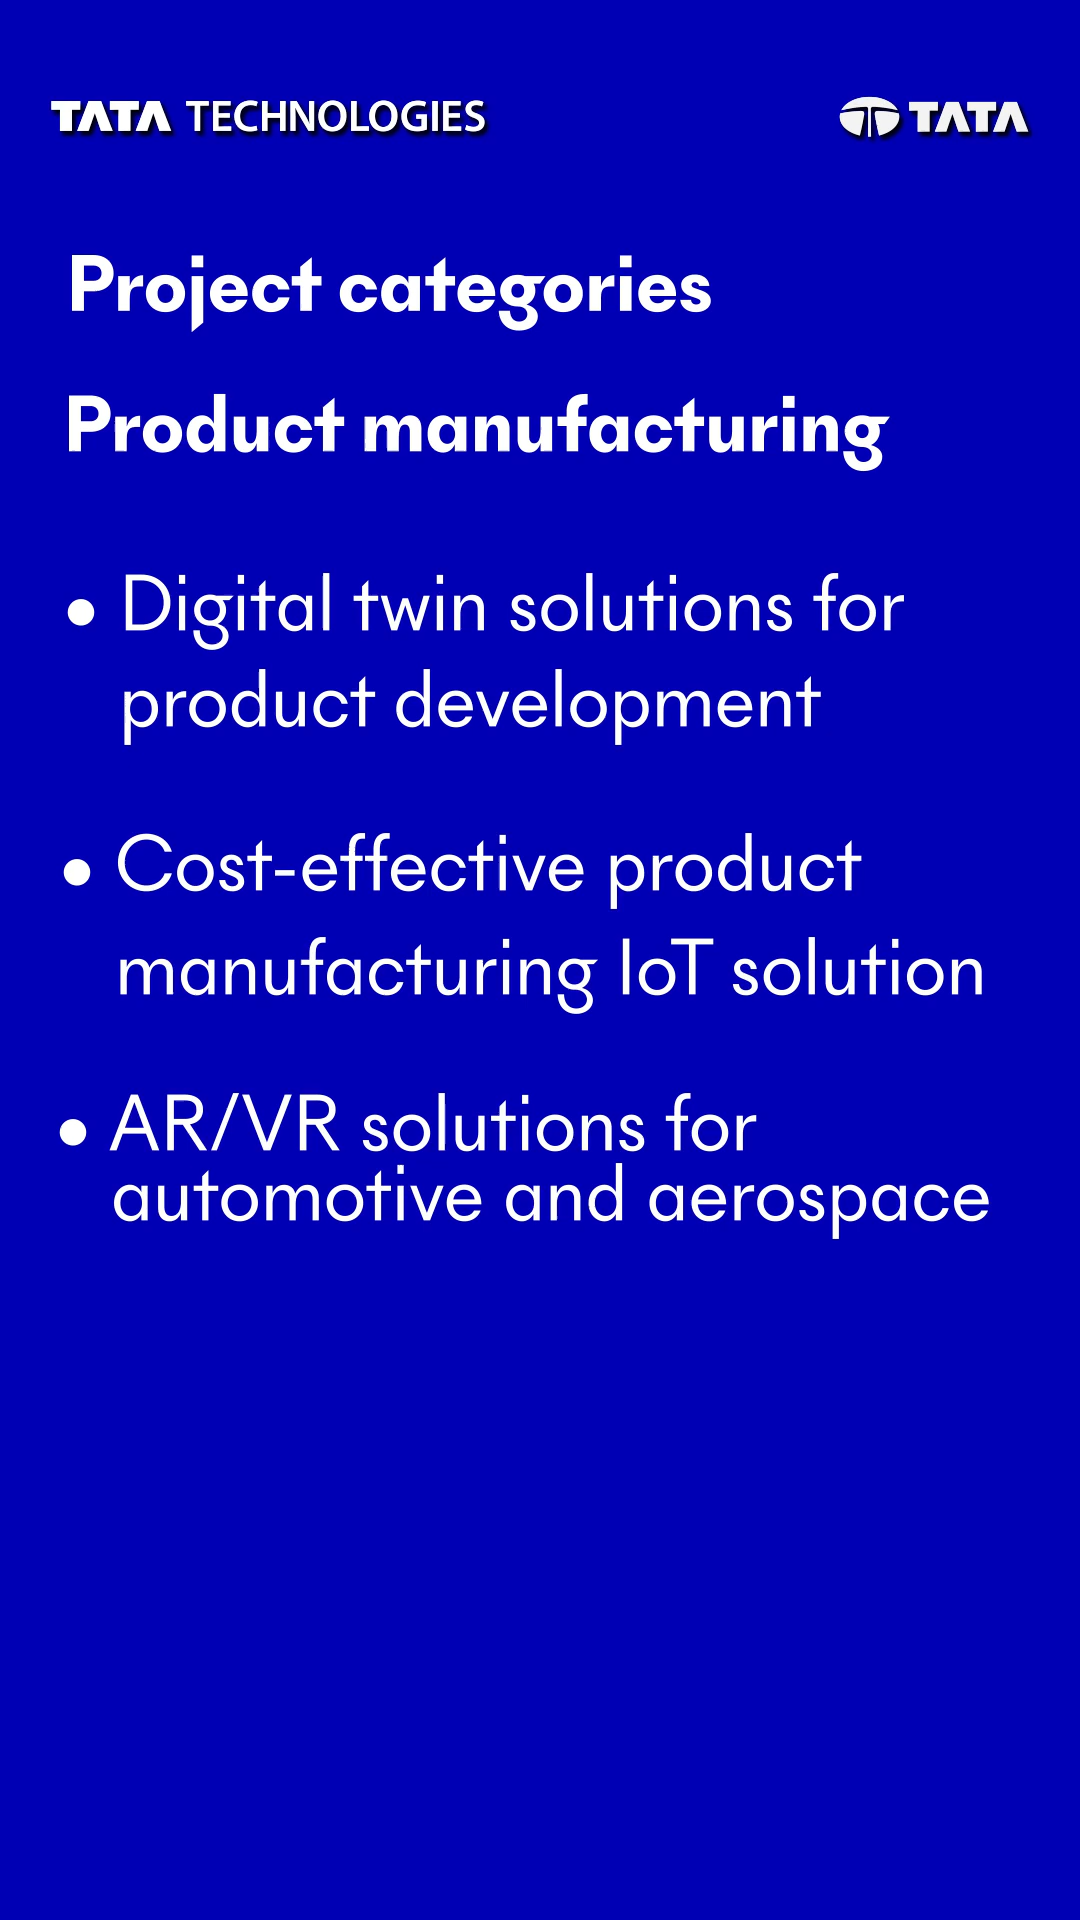 TATA TECHNOLOGIES
TATA
Project categories
Product manufacturing
• Digital twin solutions for
product development
• Cost-effective product
manufacturing IoT solution
• AR/VR solutions for
automotive and aerospace